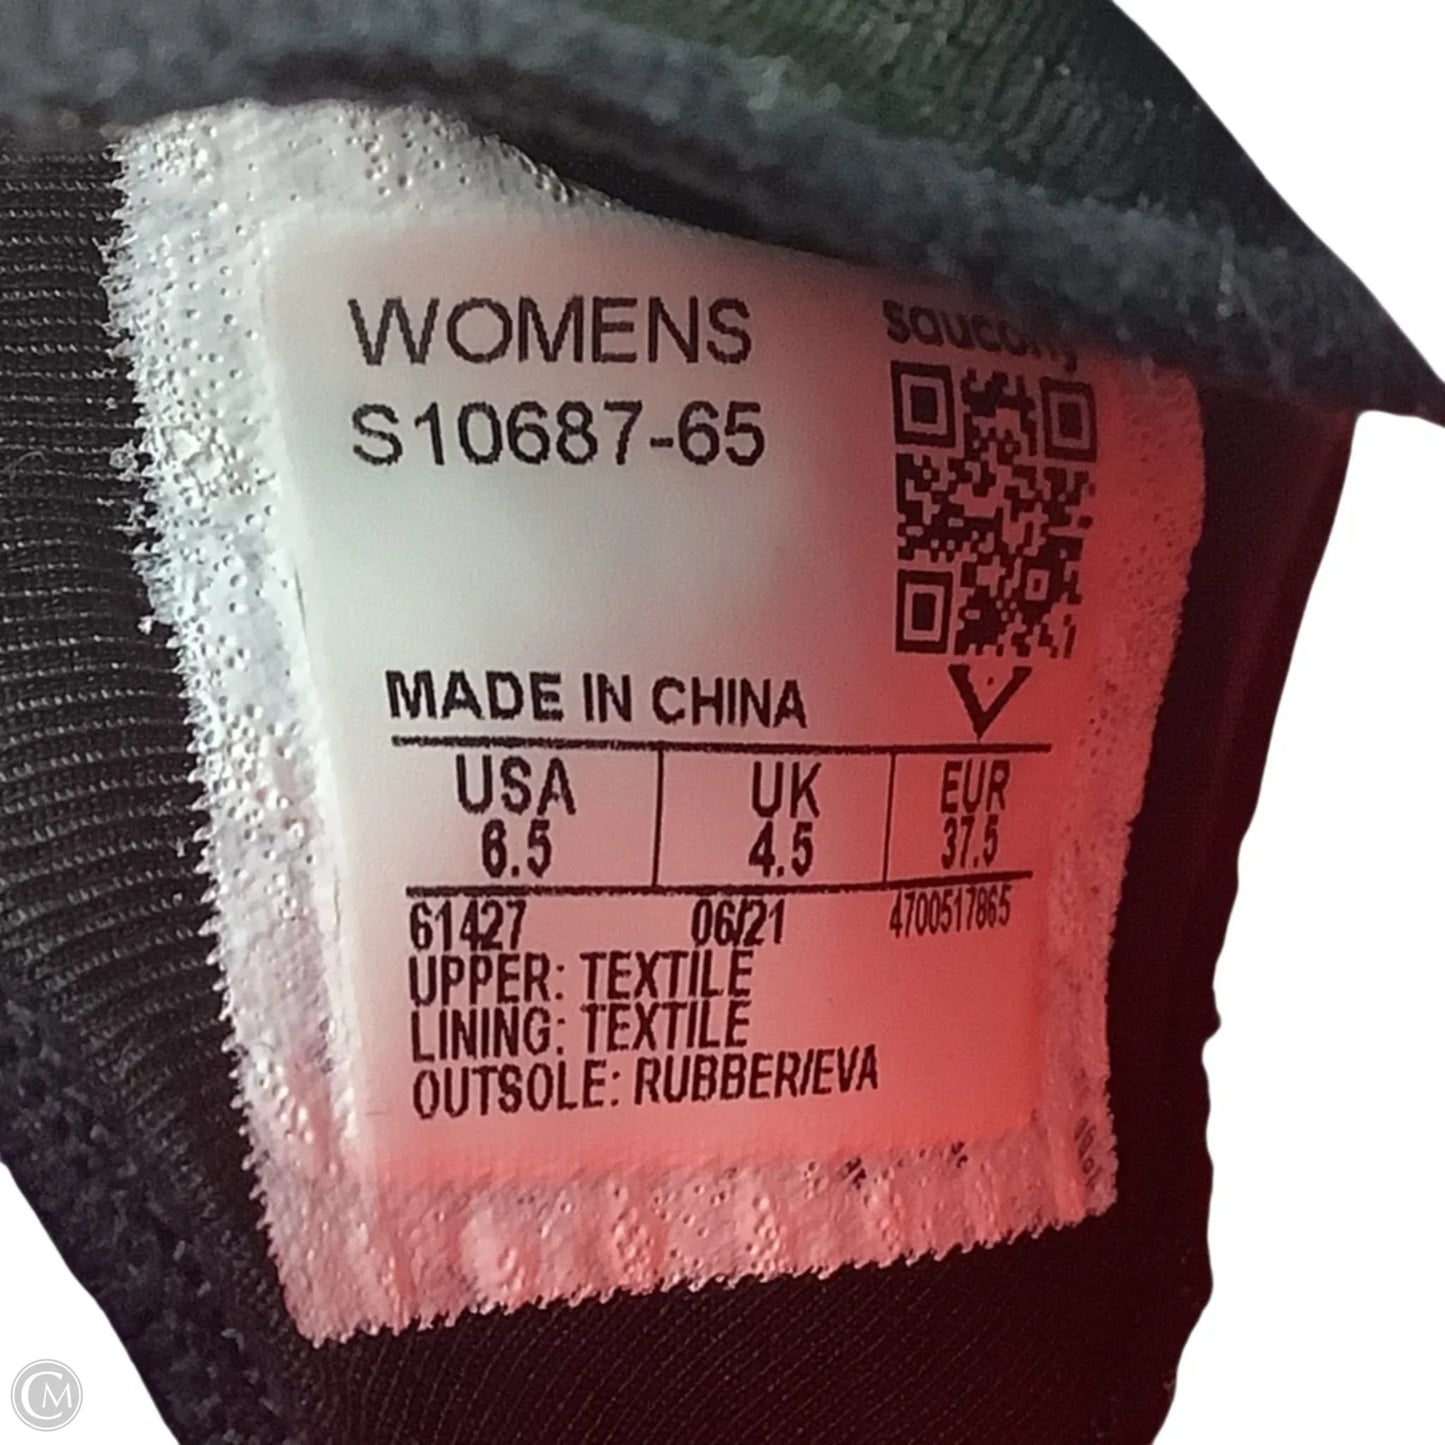 WOMENS
saucony
S10687-65
MADE IN CHINA
USA UK EUR
6.5 4.5 37.5
61427 06/21 4700517865
UPPER: TEXTILE
LINING: TEXTILE
OUTSOLE: RUBBER/EVA
CM